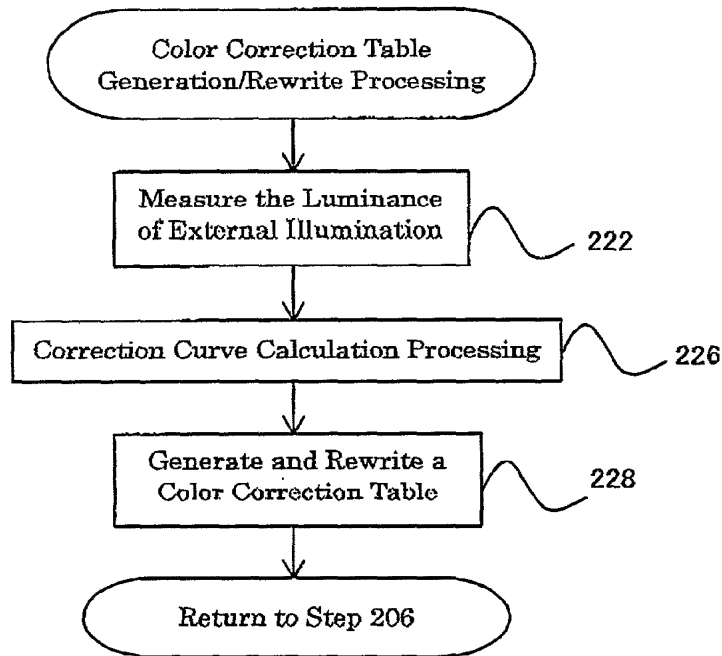 Color Correction Table
Generation/Rewrite Processing
Measure the Luminance
of External Illumination
222
Correction Curve Calculation Processing
226
Generate and Rewrite a
Color Correction Table
228
Return to Step 206